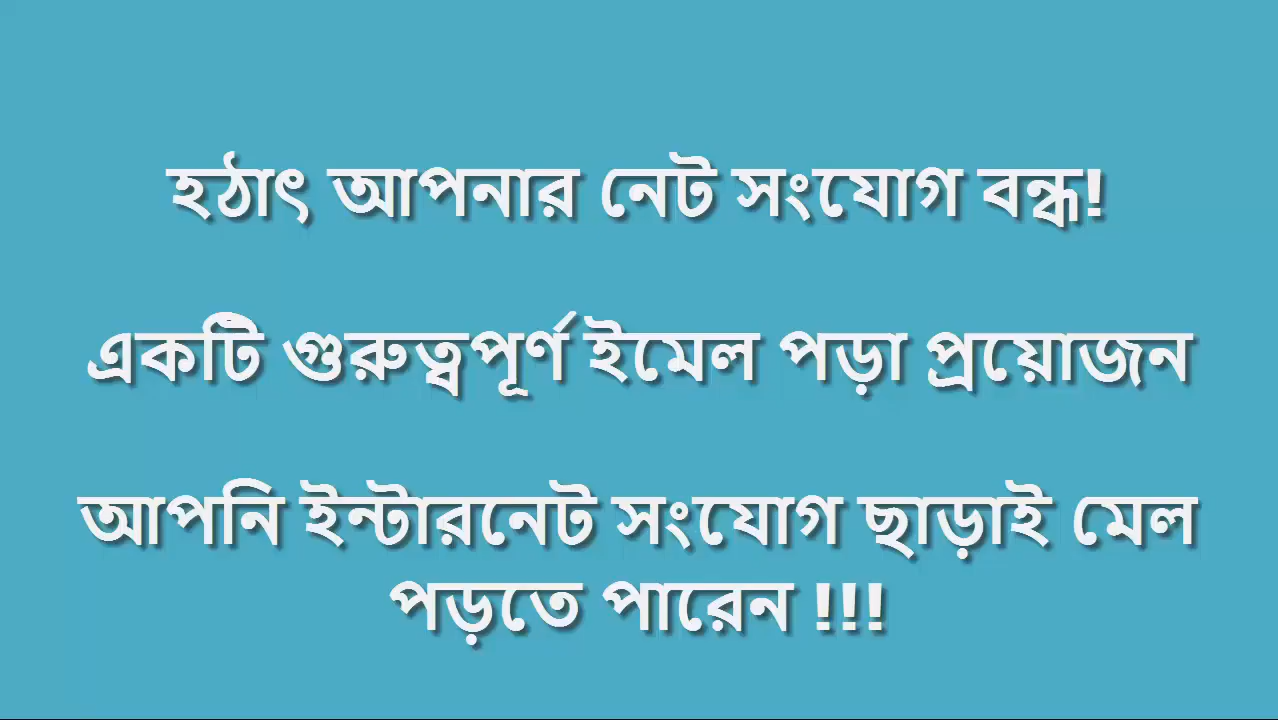 হঠাৎ আপনার নেট সংযোগ বন্ধ!
একটি গুরুত্বপূর্ণ ইমেল পড়া প্রয়োজন
আপনি ইন্টারনেট সংযোগ ছাড়াই মেল
পড়তে পারেন !!!